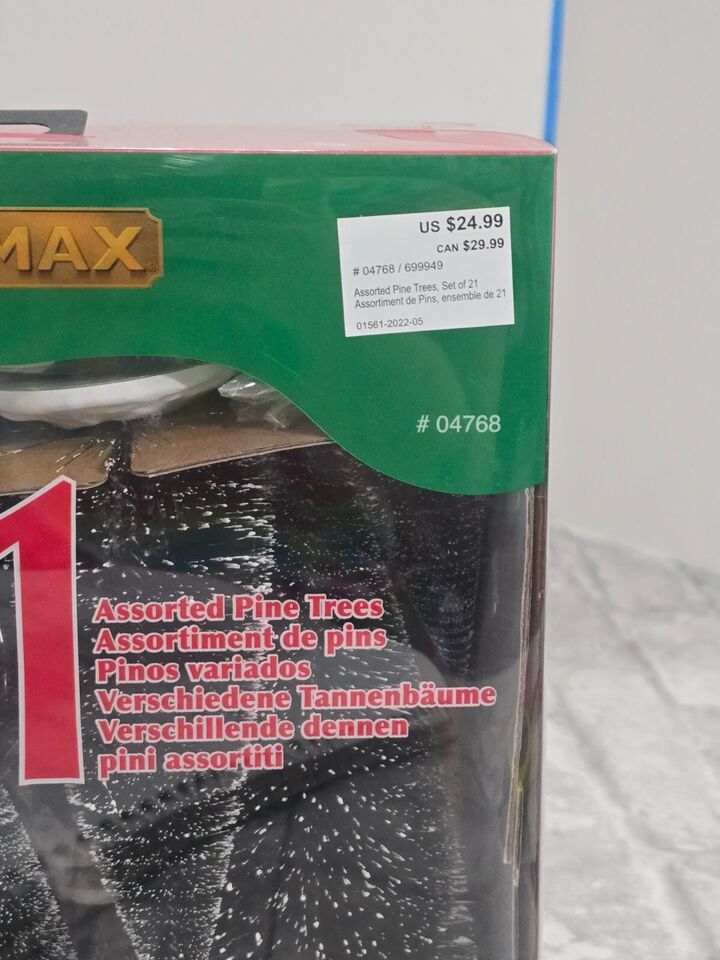 MAX
US $24.99
CAN $29.99
# 04768 / 699949
Assorted Pine Trees, Set of 21
Assortiment de Pins, ensemble de 21
01561-2022-05
# 04768
1
Assorted Pine Trees
Assortiment de pins
Pinos variados
Verschiedene Tannenbäume
Verschillende dennen
pini assortiti